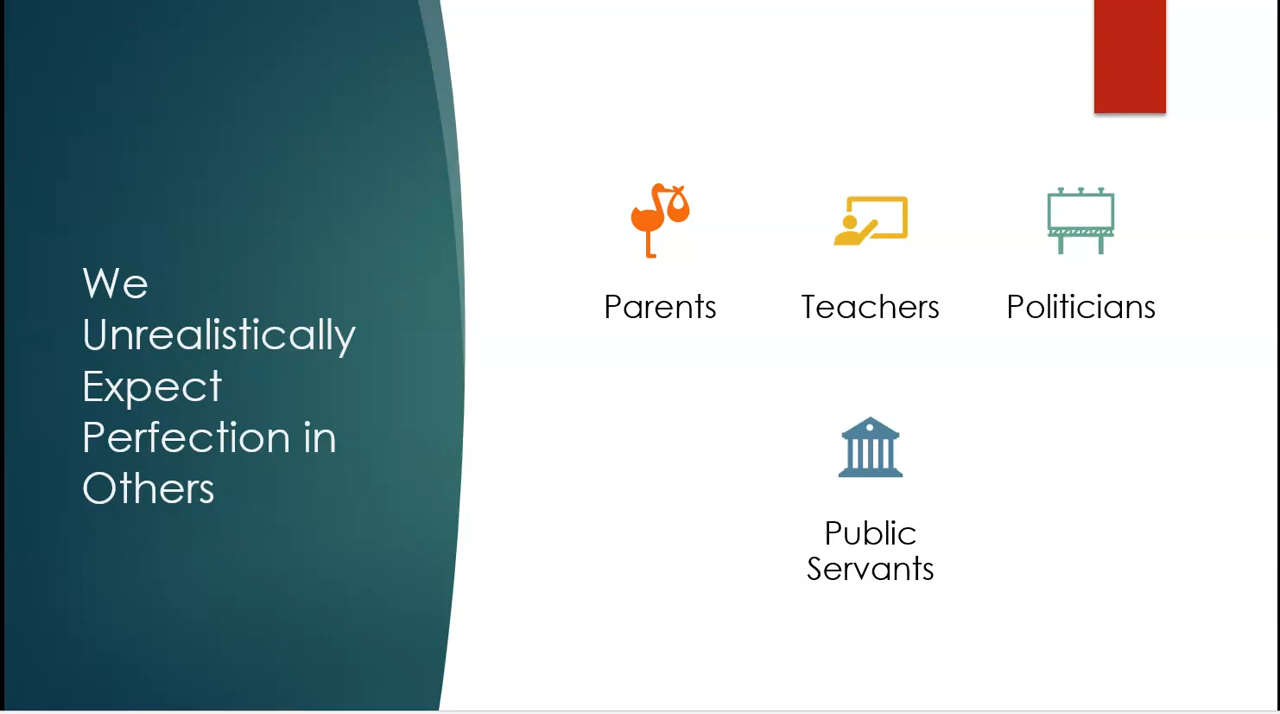 We
Unrealistically
Expect
Perfection in
Others
Parents
Teachers
Politicians
Public
Servants